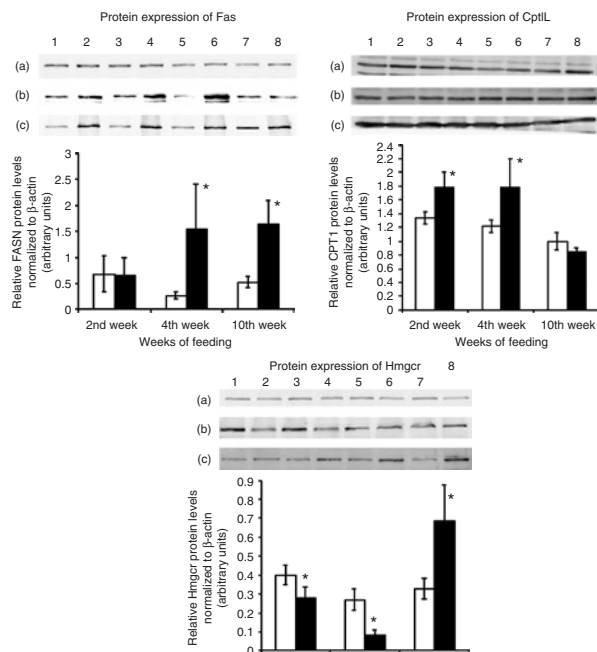 Protein expression of Fas
1 2 3 4 5 6 7 8
(a)
(b)
(c)
Relative FASN protein levels
normalized to β-actin
(arbitrary units)
3
2.5
2
1.5
1
0.5
0
*
*
2nd week 4th week 10th week
Weeks of feeding
Protein expression of CptlL
1 2 3 4 5 6 7 8
(a)
(b)
(c)
Relative CPT1 protein levels
normalized to β-actin
(arbitrary units)
2.4
2.2
2
1.8
1.6
1.4
1.2
1
0.8
0.6
0.4
0.2
0
*
*
2nd week 4th week 10th week
Weeks of feeding
Protein expression of Hmgcr
1 2 3 4 5 6 7 8
(a)
(b)
(c)
Relative Hmgcr protein levels
normalized to β-actin
(arbitrary units)
0.9
0.8
0.7
0.6
0.5
0.4
0.3
0.2
0.1
0
*
*
*